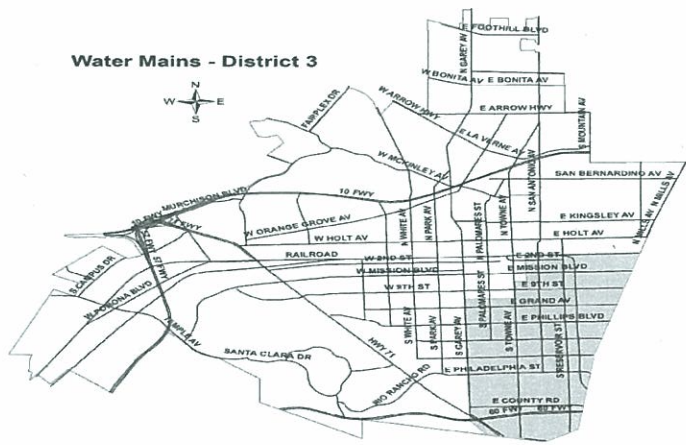 Water Mains - District 3
N
W E
S
E FOOTHILL BLVD
N GAREY AV
W BONITA AV
E BONITA AV
FAIRPLEX DR
W ARROW HWY
E ARROW HWY
S MOUNTAIN AV
E LA VERNE AV
W MCKINLEY AV
SAN BERNARDINO AV
MURCHISON BLVD
10 FWY
N SAN ANTONIO AV
N MILLS AV
N MILLS AV
W ORANGE GROVE AV
N WHITE AV
N PARK AV
N PALOMARES ST
N TOWNE AV
E KINGSLEY AV
W HOLT AV
E HOLT AV
RAILROAD
W 2ND ST
E 2ND ST
W MISSION BLVD
E MISSION BLVD
S CAMPUS DR
W 9TH ST
E 9TH ST
W POMONA BLVD
E GRAND AV
S PALOMARES ST
E PHILLIPS BLVD
S WHITE AV
S PARK AV
S GAREY AV
S TOWNE AV
S RESERVOIR ST
HWY 71
SANTA CLARA DR
E PHILADELPHIA ST
RIO RANCHO RD
E COUNTY RD
60 FWY
60 FWY